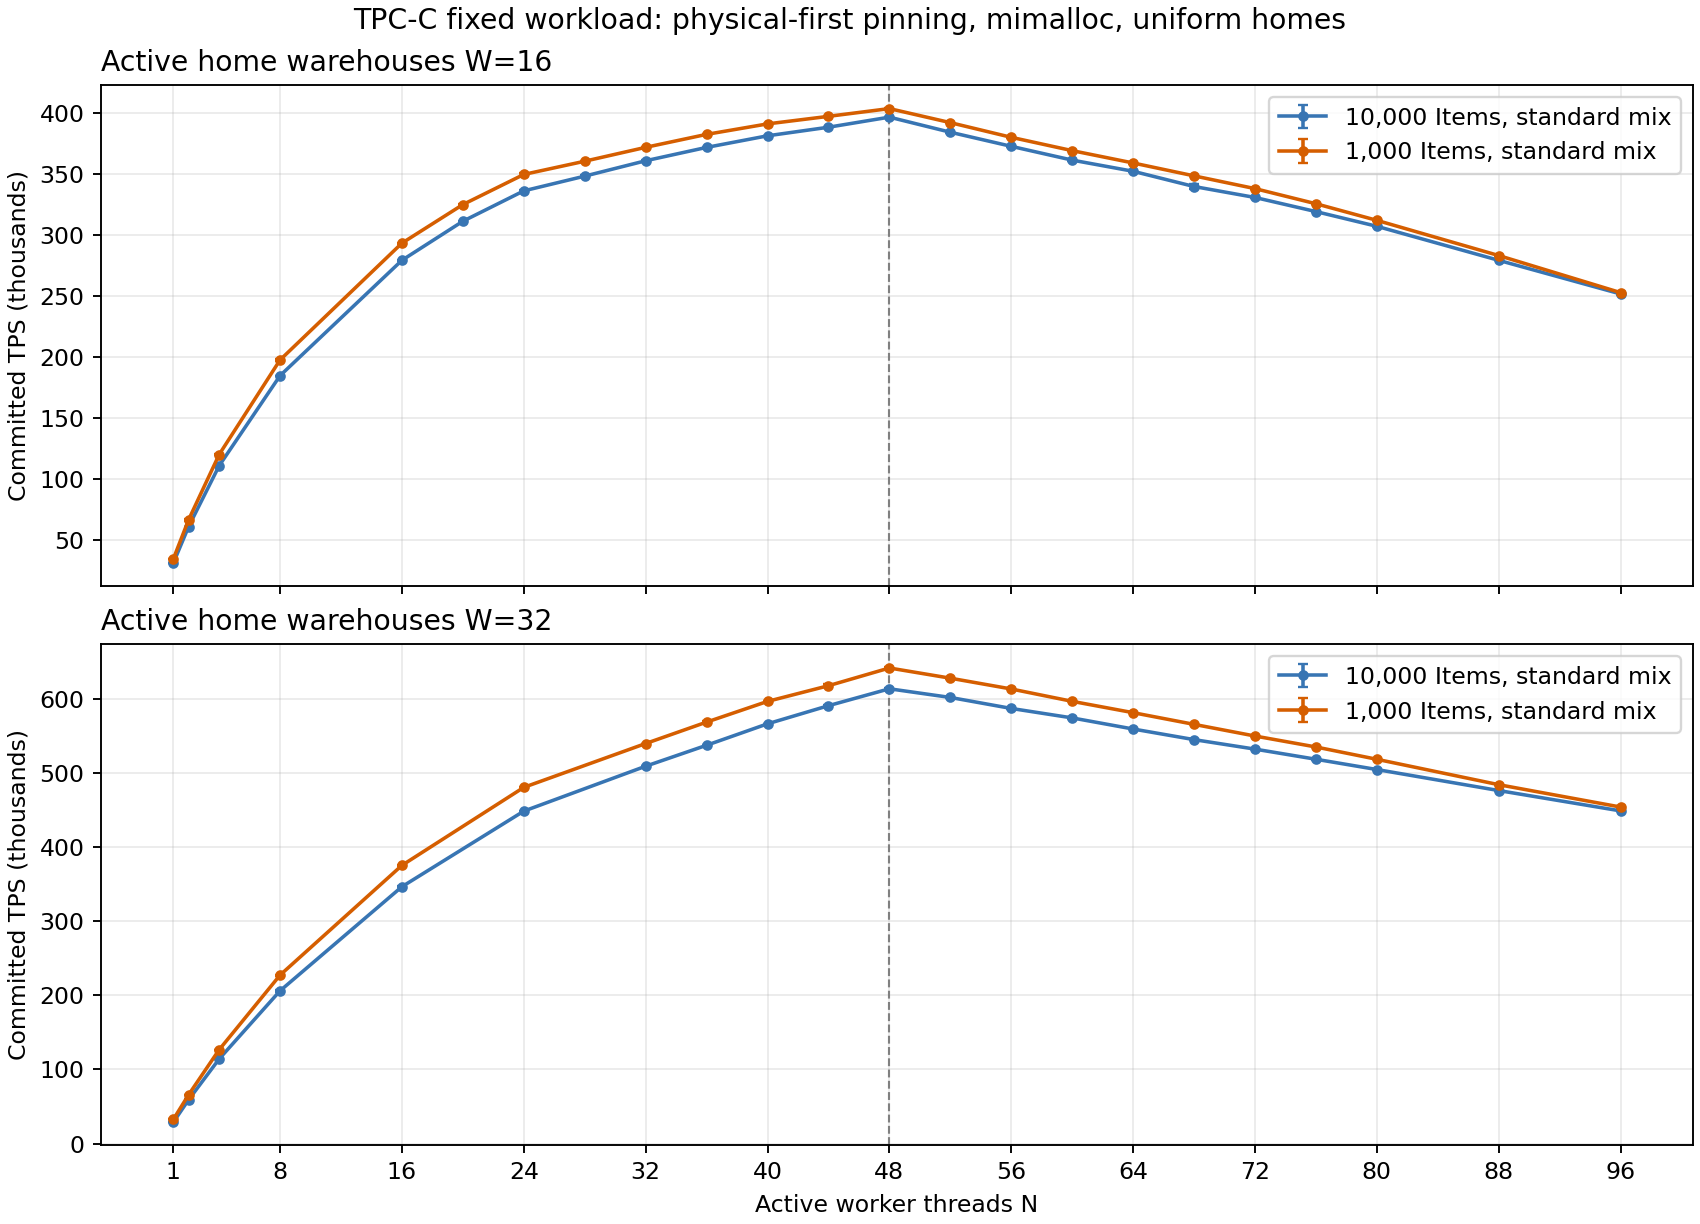 TPC-C fixed workload: physical-first pinning, mimalloc, uniform homes
Active home warehouses W=16
Committed TPS (thousands)
400
350
300
250
200
150
100
50
10,000 Items, standard mix
1,000 Items, standard mix
Active home warehouses W=32
Committed TPS (thousands)
600
500
400
300
200
100
0
10,000 Items, standard mix
1,000 Items, standard mix
1 8 16 24 32 40 48 56 64 72 80 88 96
Active worker threads N